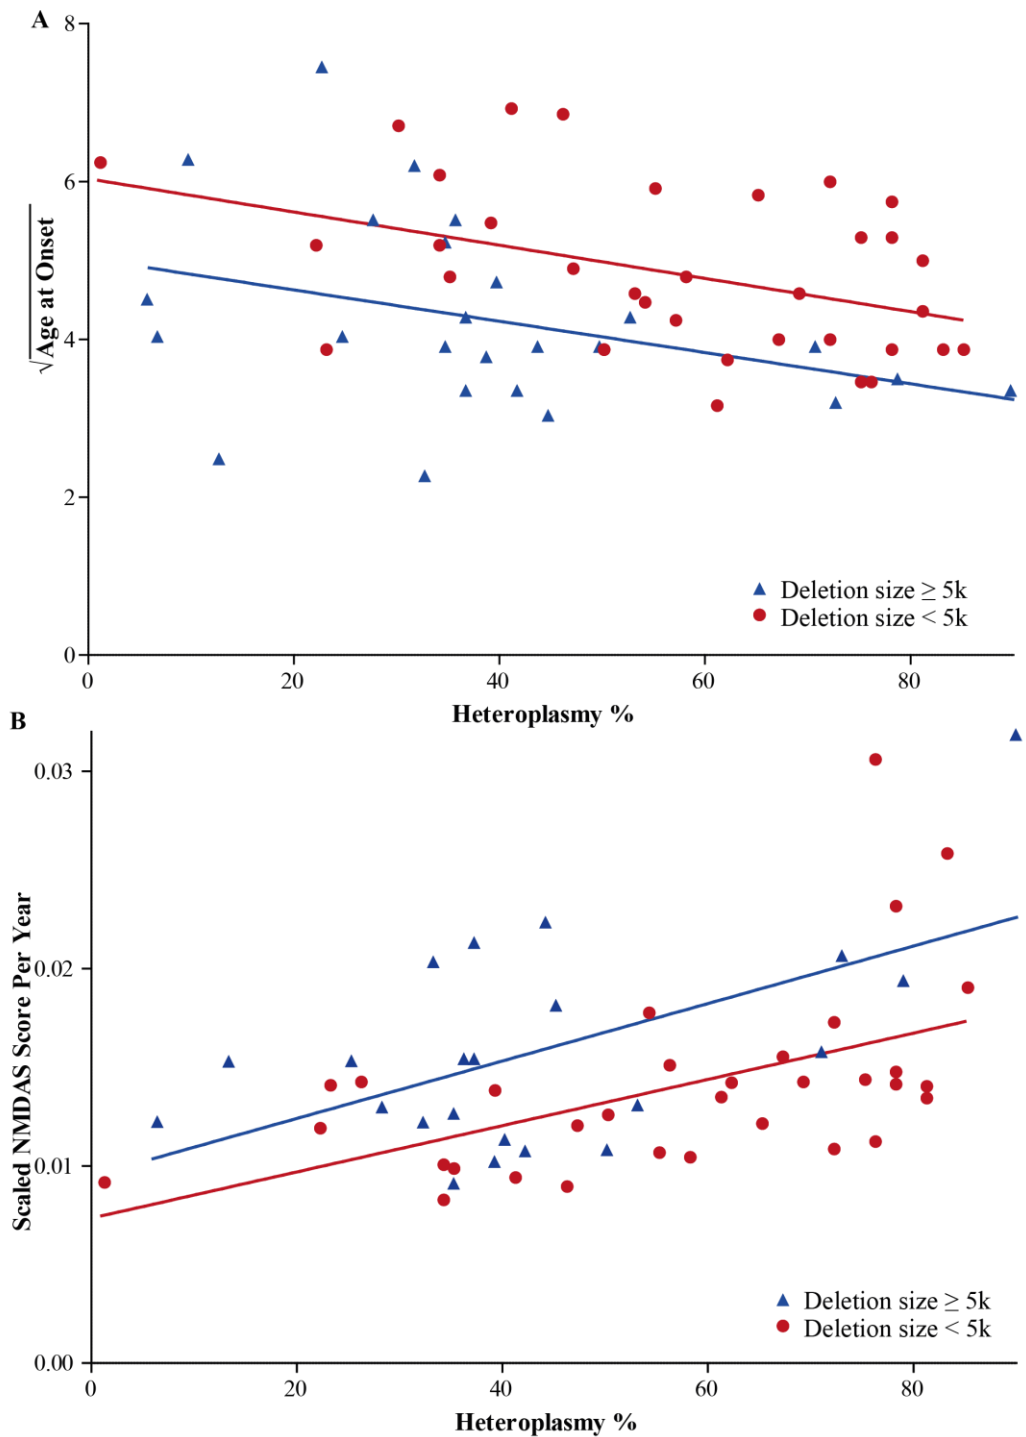 A
8
6
4
2
0
√Age at Onset
0 20 40 60 80
Heteroplasmy %
Deletion size ≥ 5k
Deletion size < 5k
B
0.03
0.02
0.01
0.00
Scaled NMDAS Score Per Year
0 20 40 60 80
Heteroplasmy %
Deletion size ≥ 5k
Deletion size < 5k